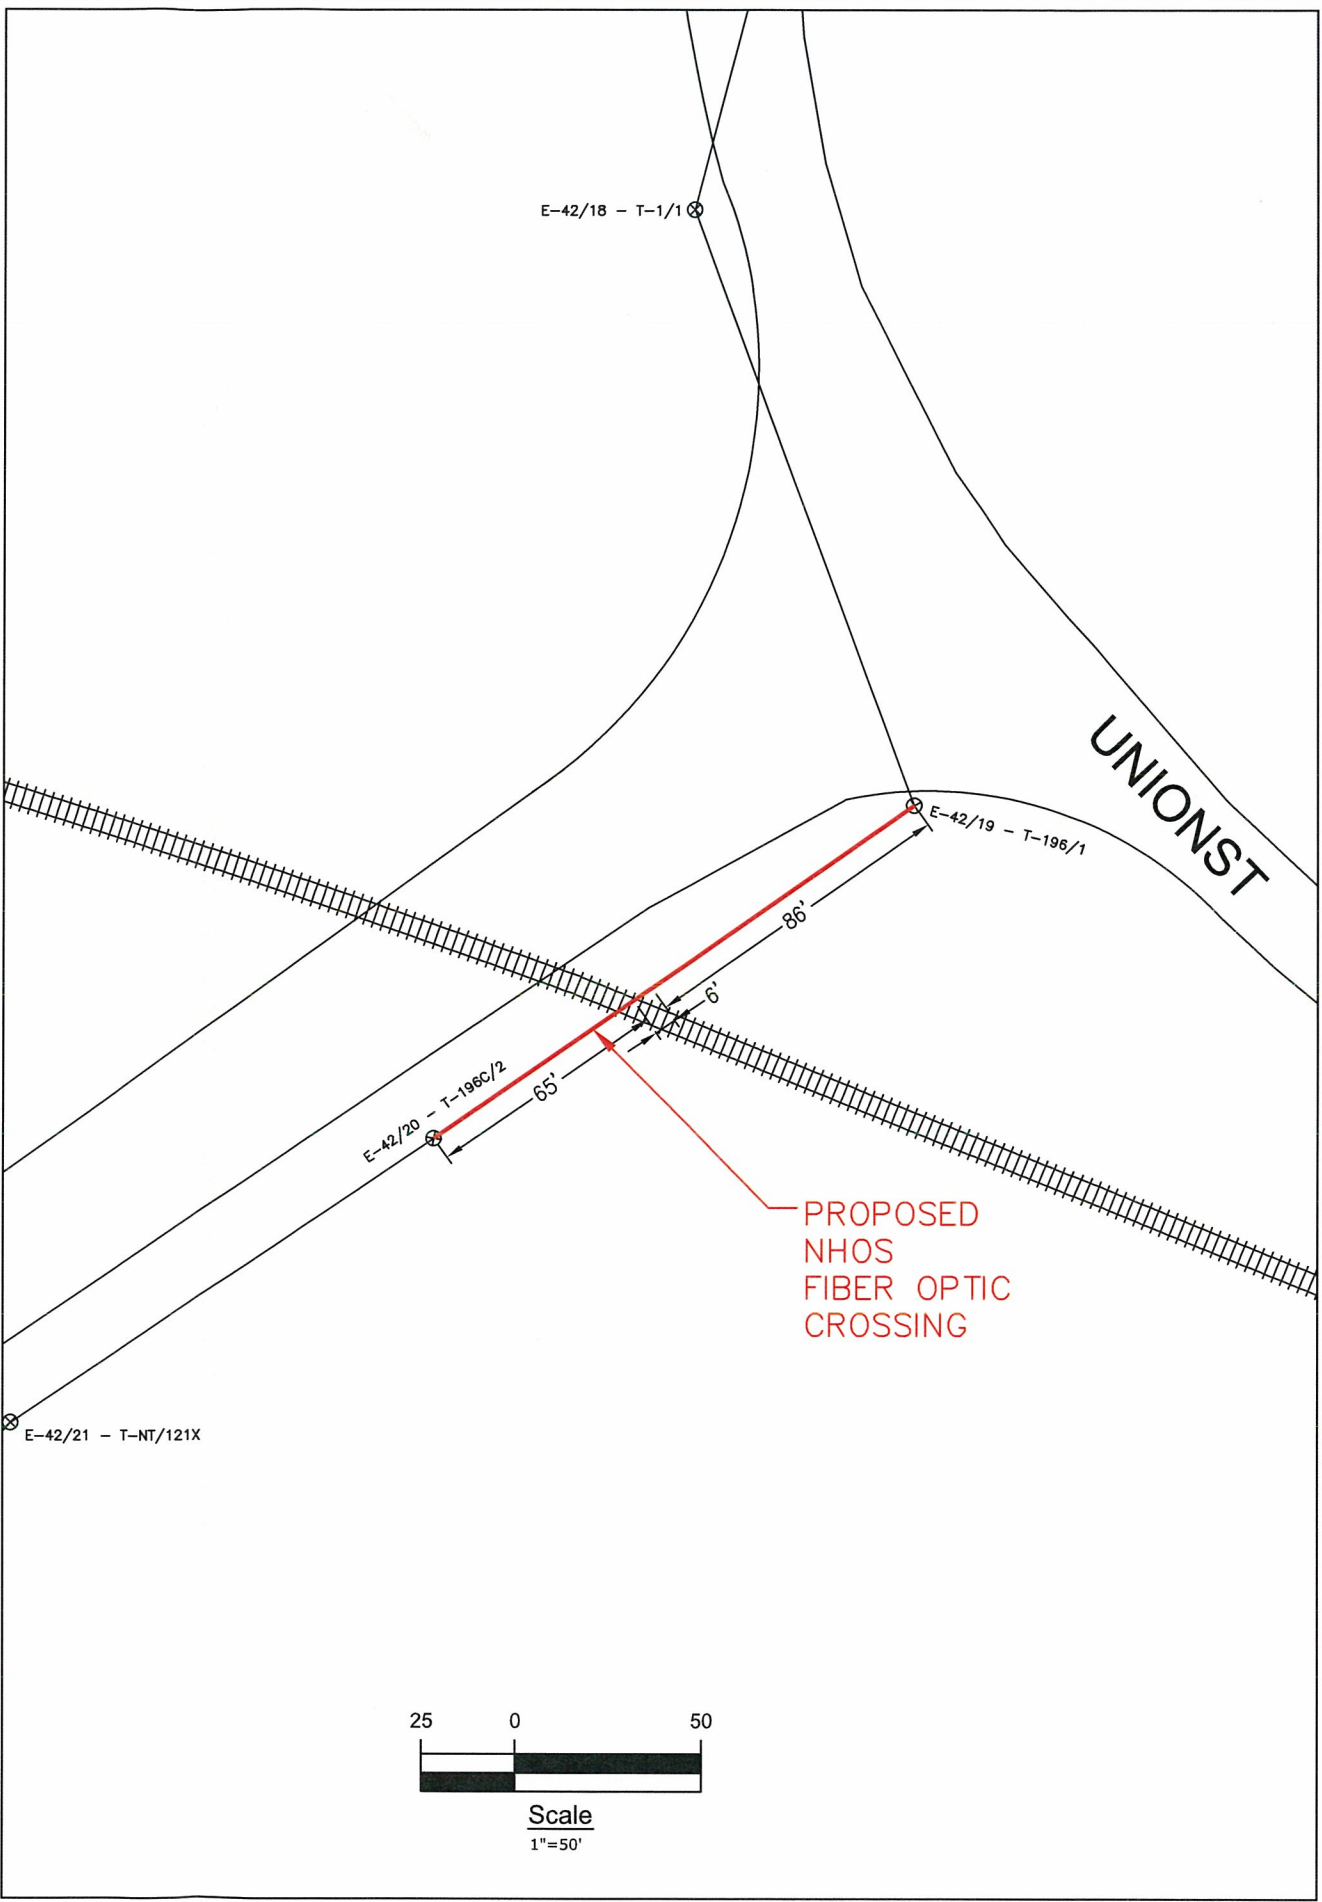 E-42/18 - T-1/1
UNIONST
E-42/19 - T-196/1
86'
6'
65'
E-42/20 - T-196C/2
PROPOSED
NHOS
FIBER OPTIC
CROSSING
E-42/21 - T-NT/121X
25 0 50
Scale
1"=50'